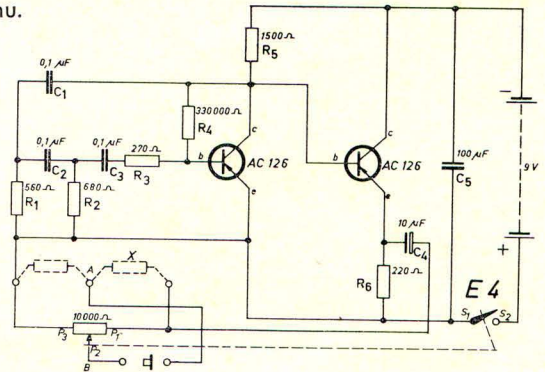 nu.
1500 Ω
R5
0,1 µF
C1
330000 Ω
R4
0,1 µF
C2
0,1 µF
C3
270 Ω
R3
b
c
e
AC 126
b
c
e
AC 126
100 µF
C5
−
9 V
+
560 Ω
R1
680 Ω
R2
10 µF
C4
220 Ω
R6
X
A
E4
S1
S2
10000 Ω
P3
P1
P2
B